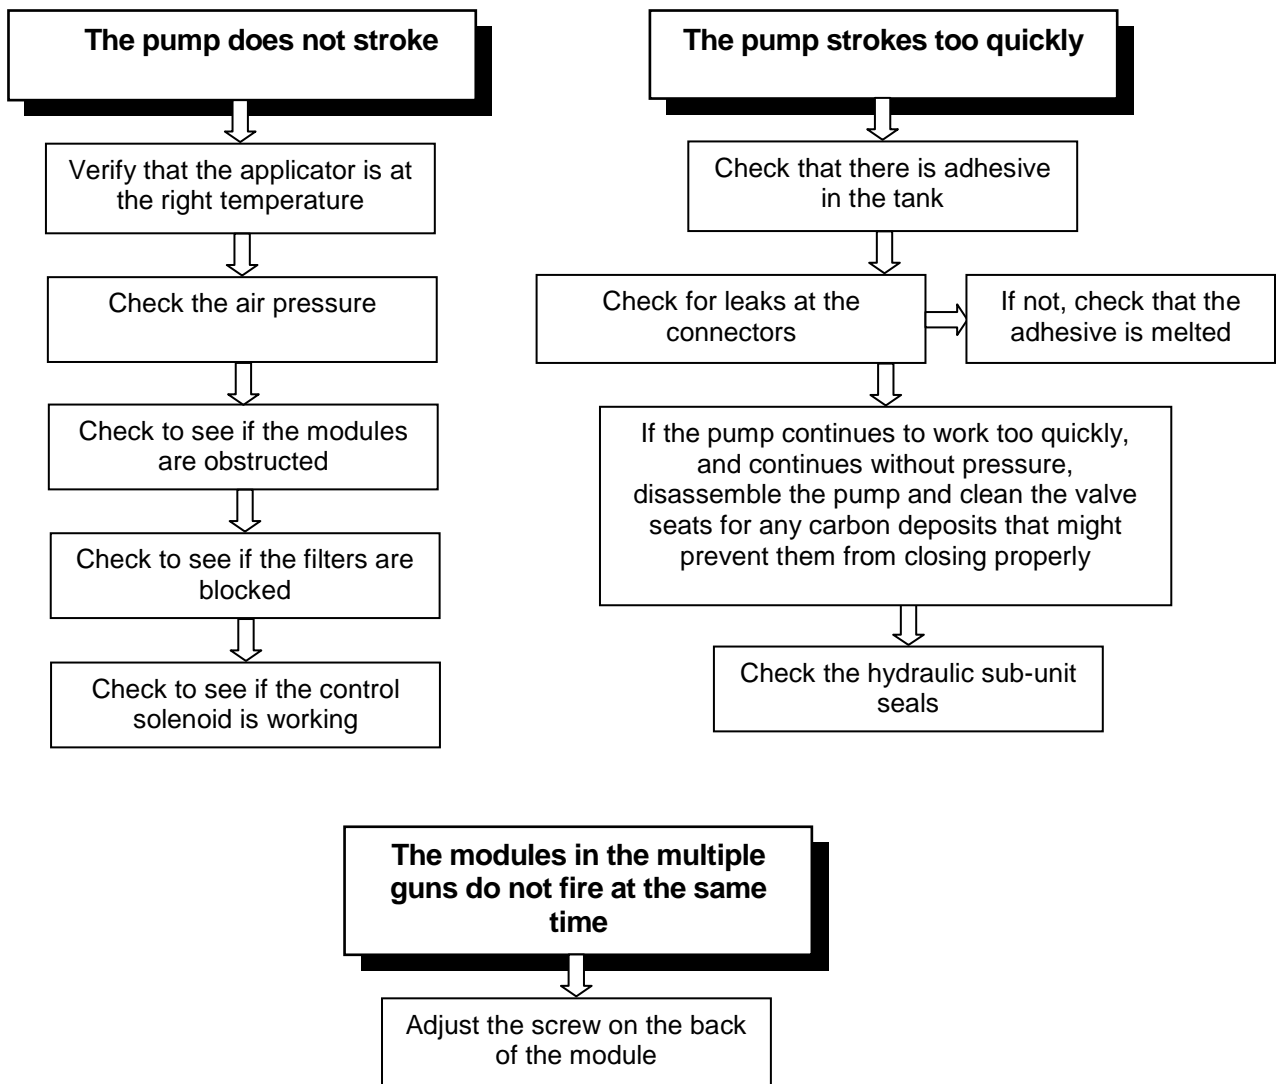 The pump does not stroke
Verify that the applicator is at
the right temperature
Check the air pressure
Check to see if the modules
are obstructed
Check to see if the filters are
blocked
Check to see if the control
solenoid is working
The pump strokes too quickly
Check that there is adhesive
in the tank
Check for leaks at the
connectors
If not, check that the
adhesive is melted
If the pump continues to work too quickly,
and continues without pressure,
disassemble the pump and clean the valve
seats for any carbon deposits that might
prevent them from closing properly
Check the hydraulic sub-unit
seals
The modules in the multiple
guns do not fire at the same
time
Adjust the screw on the back
of the module